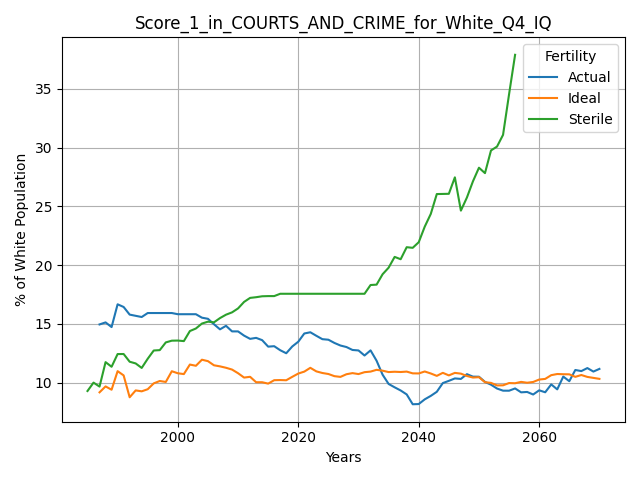 Score_1_in_COURTS_AND_CRIME_for_White_Q4_IQ
Fertility
Actual
Ideal
Sterile
% of White Population
35
30
25
20
15
10
2000
2020
2040
2060
Years